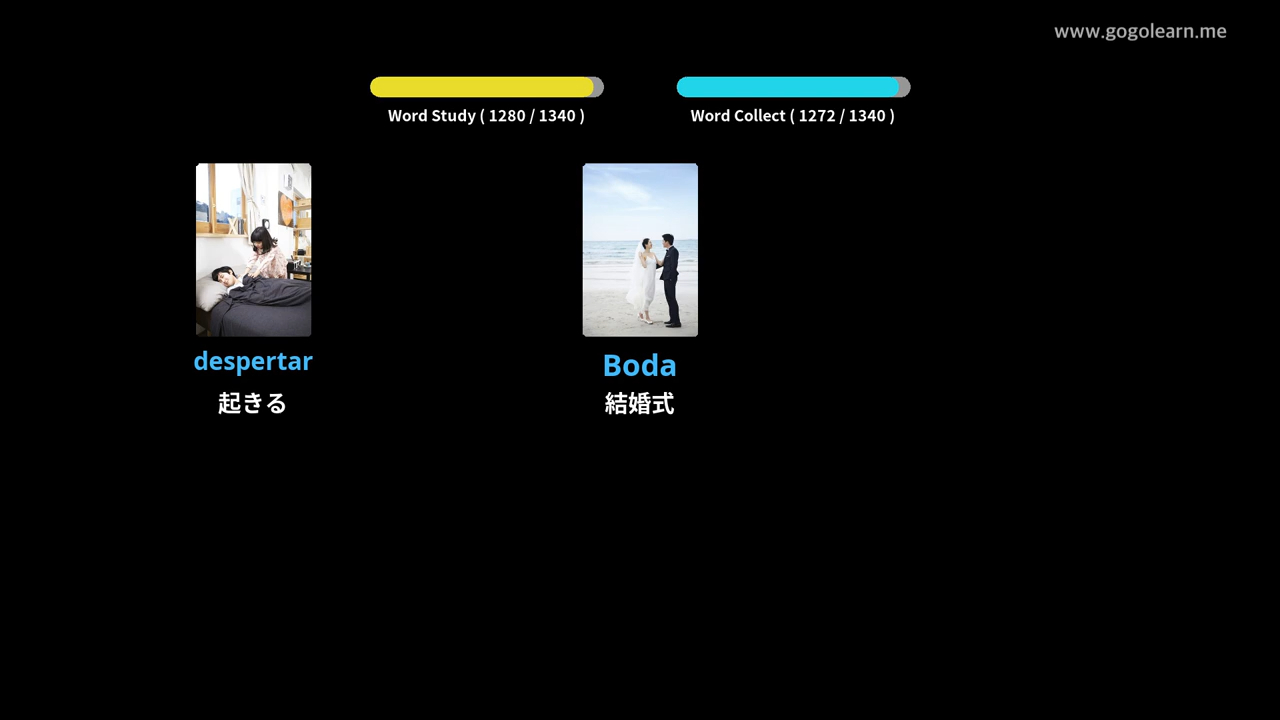 www.gogolearn.me
Word Study ( 1280 / 1340 )
Word Collect ( 1272 / 1340 )
despertar
起きる
Boda
結婚式